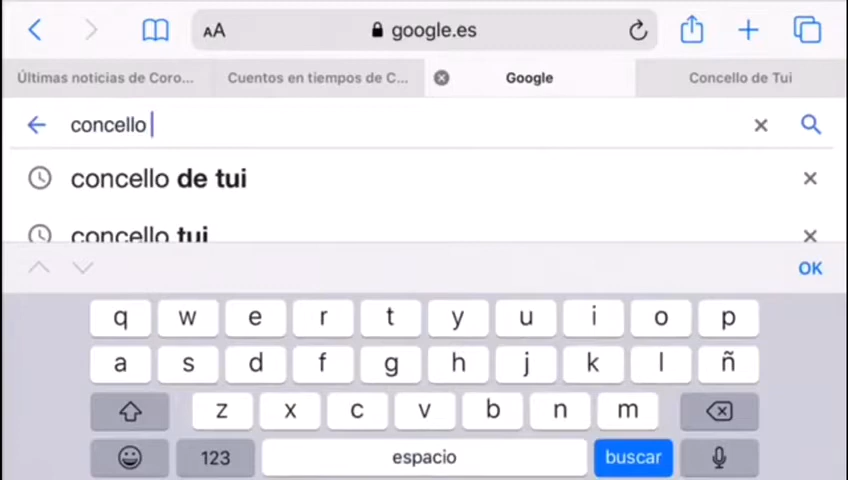 AA google.es
Últimas noticias de Coro... Cuentos en tiempos de C... Google Concello de Tui
concello
concello de tui
concello tui
OK
q w e r t y u i o p
a s d f g h j k l ñ
z x c v b n m
123 espacio buscar